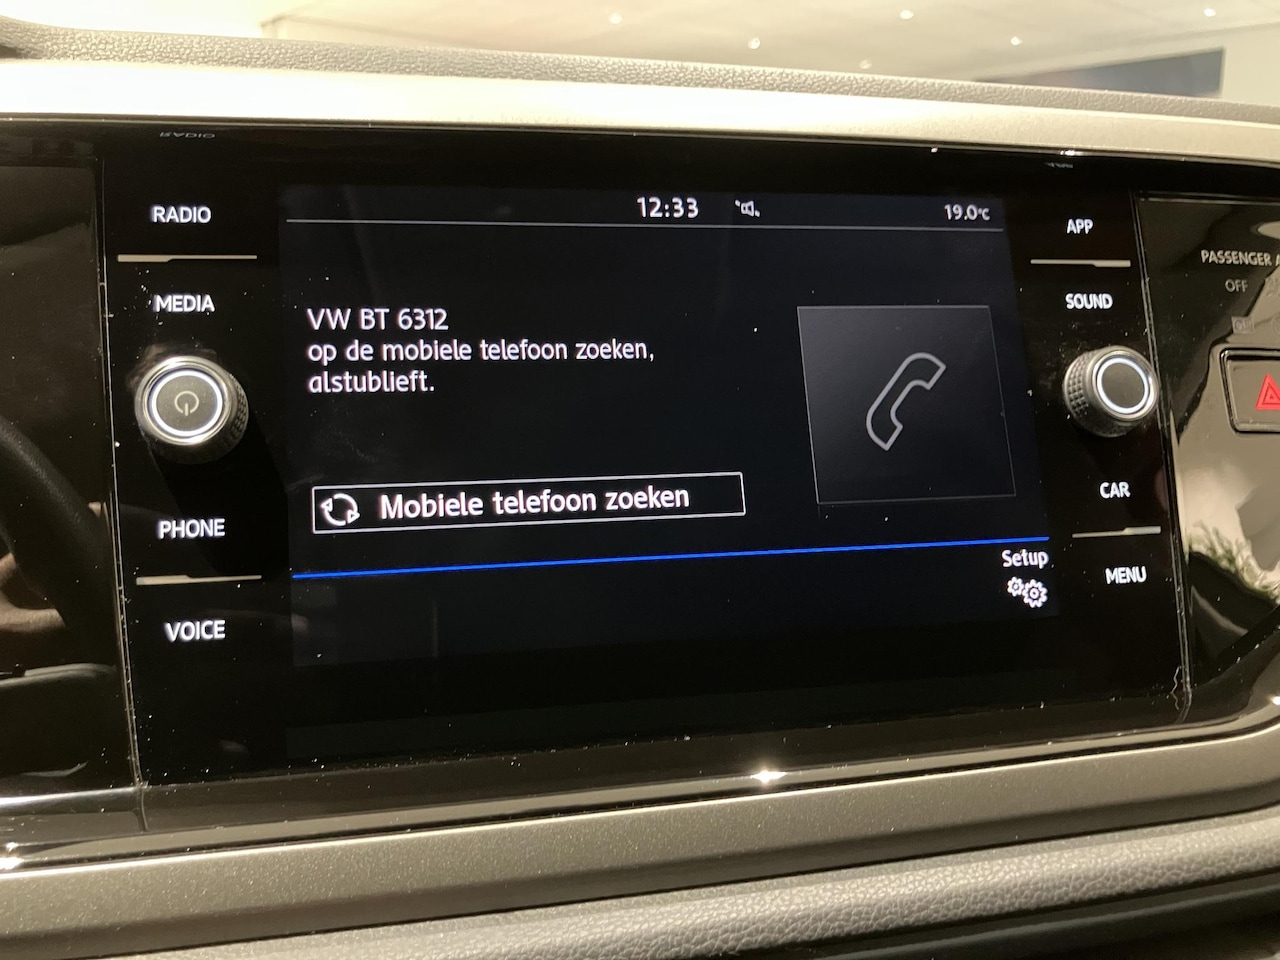 RADIO
MEDIA
PHONE
VOICE
12:33
19.0°C
VW BT 6312
op de mobiele telefoon zoeken,
alstublieft.
Mobiele telefoon zoeken
Setup
APP
SOUND
CAR
MENU
PASSENGER
OFF